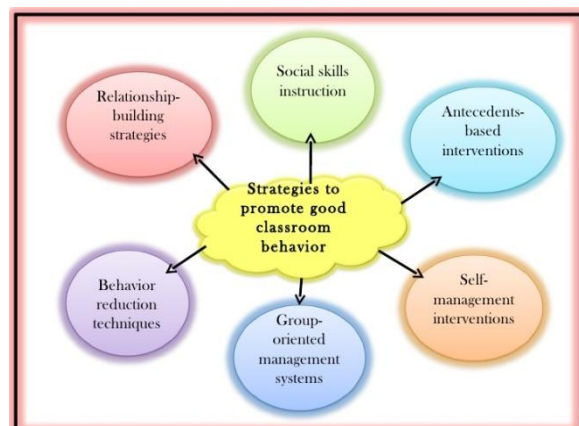 Social skills
instruction
Relationship-
building
strategies
Antecedents-
based
interventions
Strategies to
promote good
classroom
behavior
Behavior
reduction
techniques
Self-
management
interventions
Group-
oriented
management
systems